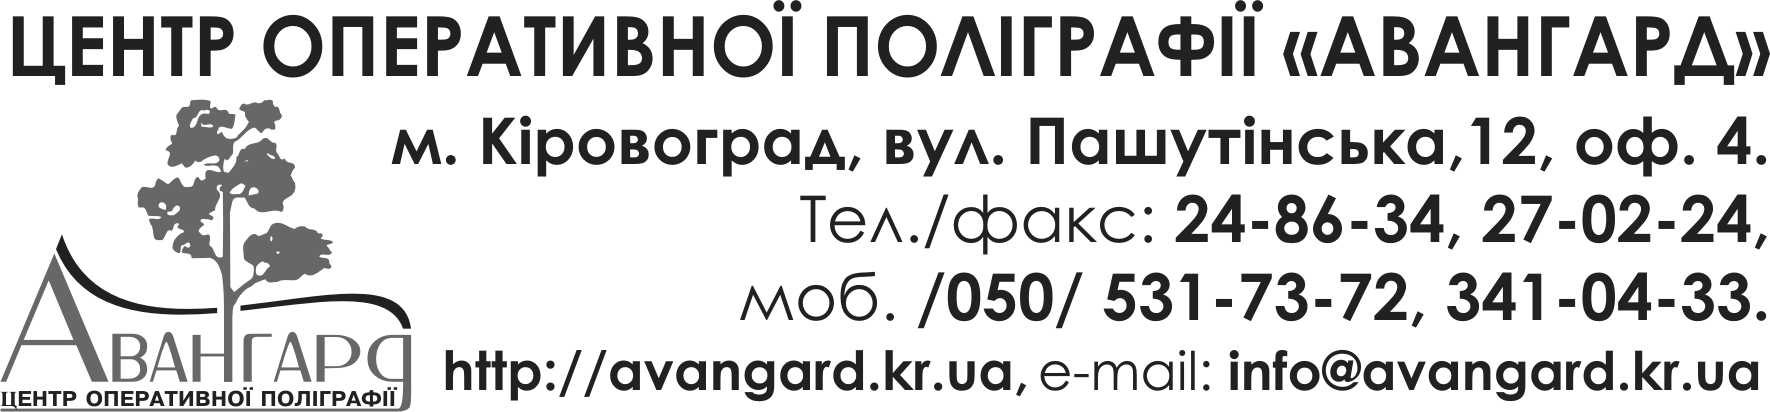 ЦЕНТР ОПЕРАТИВНОЇ ПОЛІГРАФІЇ «АВАНГАРД»
м. Кіровоград, вул. Пашутінська,12, оф. 4.
Тел./факс: 24-86-34, 27-02-24,
моб. /050/ 531-73-72, 341-04-33.
http://avangard.kr.ua, e-mail: info@avangard.kr.ua
АВАНГАРД
ЦЕНТР ОПЕРАТИВНОЇ ПОЛІГРАФІЇ